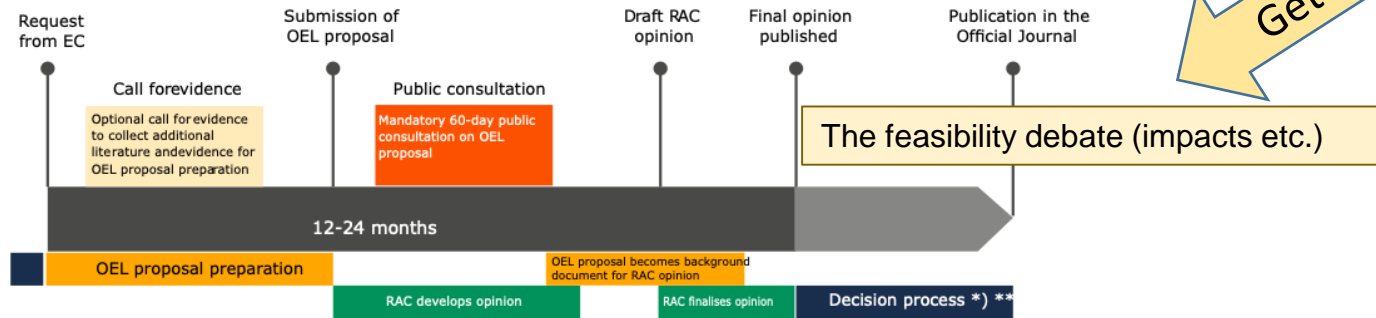 Request
from EC
Submission of
OEL proposal
Draft RAC
opinion
Final opinion
published
Publication in the
Official Journal
Get
Call forevidence
Public consultation
Optional call for evidence
to collect additional
literature andevidence for
OEL proposal preparation
Mandatory 60-day public
consultation on OEL
proposal
The feasibility debate (impacts etc.)
12-24 months
OEL proposal preparation
OEL proposal becomes background
document for RAC opinion
RAC develops opinion
RAC finalises opinion
Decision process *) **